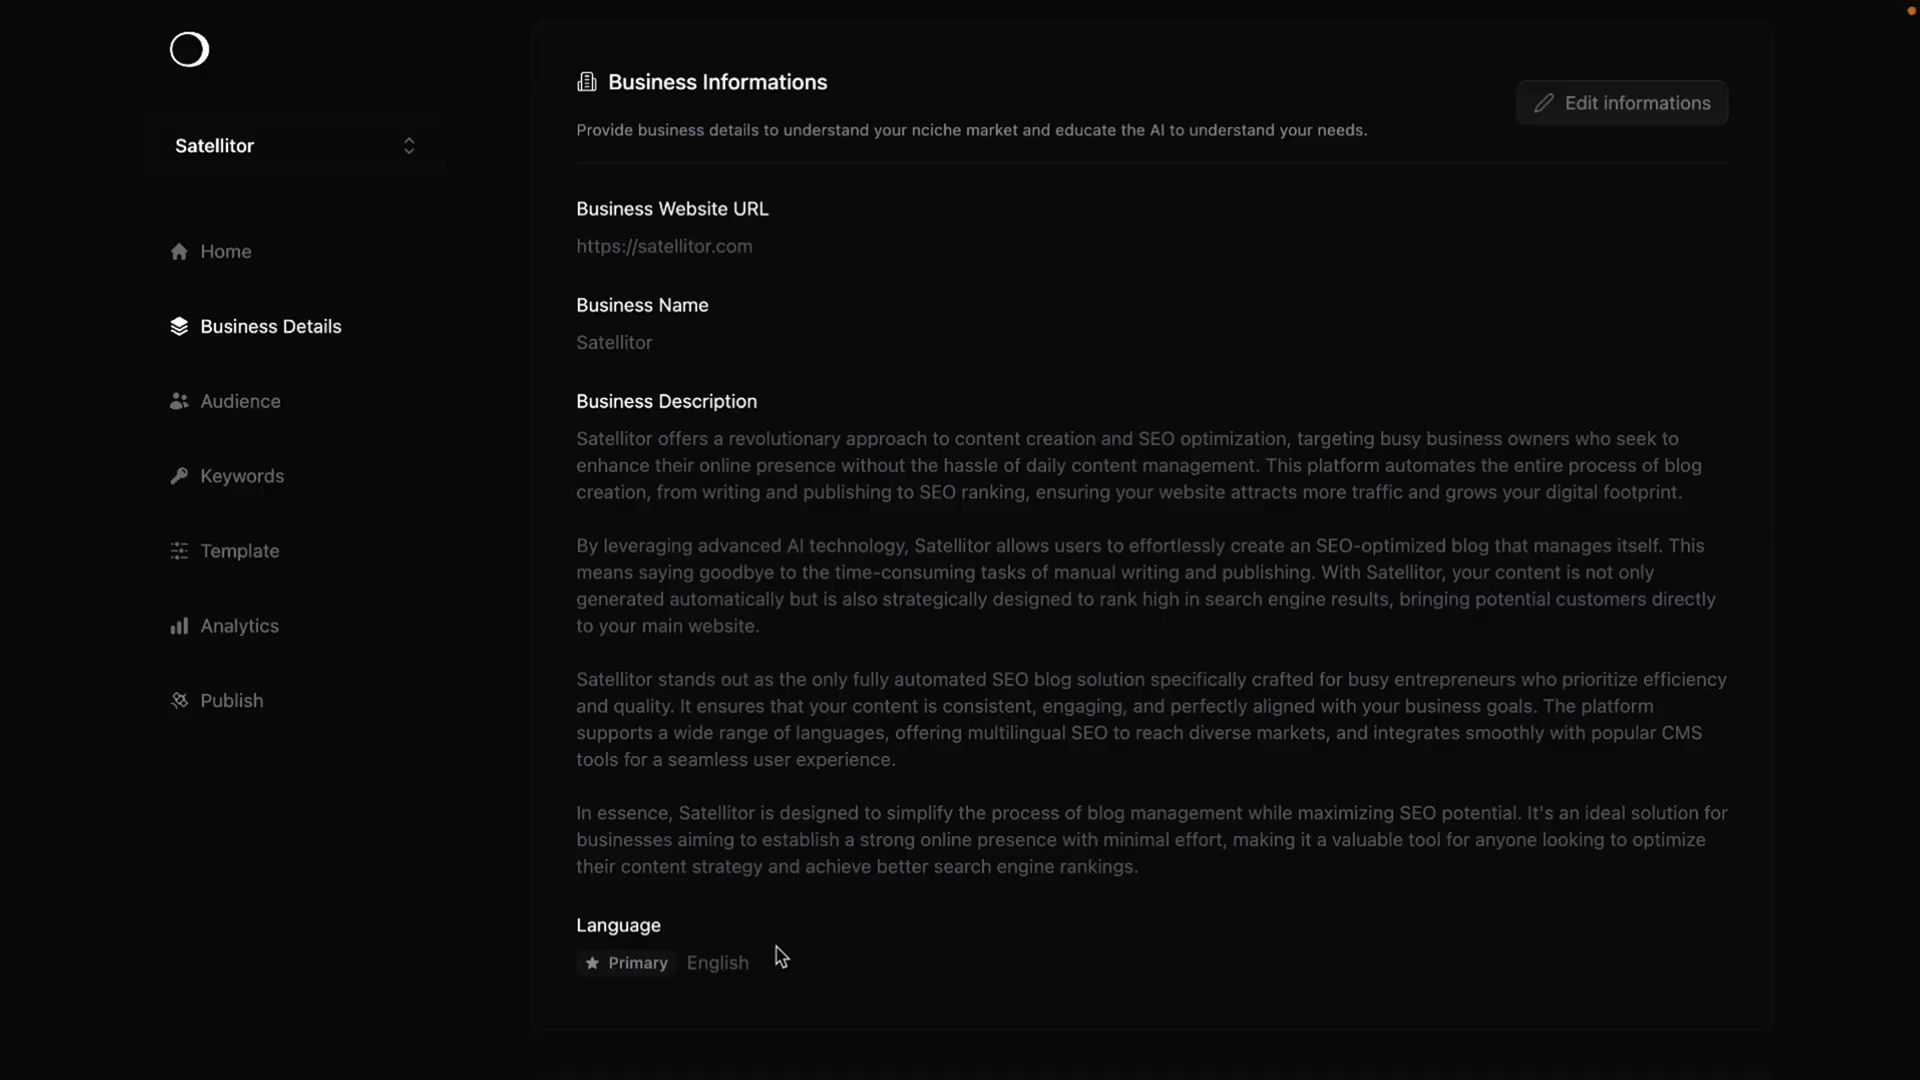 Satellitor
Home
Business Details
Audience
Keywords
Template
Analytics
Publish
Business Informations
Edit informations
Provide business details to understand your nciche market and educate the AI to understand your needs.
Business Website URL
https://satellitor.com
Business Name
Satellitor
Business Description
Satellitor offers a revolutionary approach to content creation and SEO optimization, targeting busy business owners who seek to
enhance their online presence without the hassle of daily content management. This platform automates the entire process of blog
creation, from writing and publishing to SEO ranking, ensuring your website attracts more traffic and grows your digital footprint.
By leveraging advanced AI technology, Satellitor allows users to effortlessly create an SEO-optimized blog that manages itself. This
means saying goodbye to the time-consuming tasks of manual writing and publishing. With Satellitor, your content is not only
generated automatically but is also strategically designed to rank high in search engine results, bringing potential customers directly
to your main website.
Satellitor stands out as the only fully automated SEO blog solution specifically crafted for busy entrepreneurs who prioritize efficiency
and quality. It ensures that your content is consistent, engaging, and perfectly aligned with your business goals. The platform
supports a wide range of languages, offering multilingual SEO to reach diverse markets, and integrates smoothly with popular CMS
tools for a seamless user experience.
In essence, Satellitor is designed to simplify the process of blog management while maximizing SEO potential. It's an ideal solution for
businesses aiming to establish a strong online presence with minimal effort, making it a valuable tool for anyone looking to optimize
their content strategy and achieve better search engine rankings.
Language
Primary English